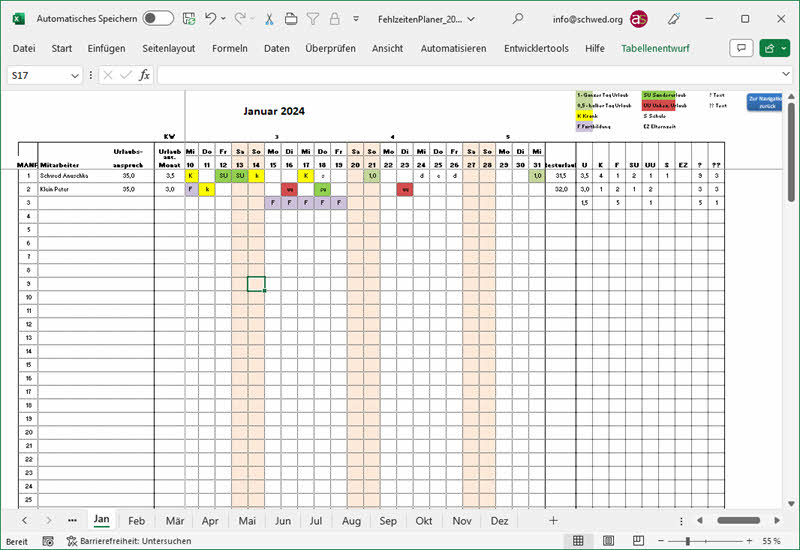 Automatisches Speichern
FehlzeitenPlaner_20...
info@schwed.org
as
Datei Start Einfügen Seitenlayout Formeln Daten Überprüfen Ansicht Automatisieren Entwicklertools Hilfe Tabellenentwurf
S17
fx
1 - Ganzer Tag Urlaub SU Sonderurlaub ? Text
0,5 - halber Tag Urlaub UU Unbez. Urlaub ?? Text
K Krank S Schule
F Fortbildung EZ Elternzeit
Zur Navigation
zurück
Januar 2024
KW 3 4 5
Urlaubs- Urlaub Mi Do Fr Sa So Mo Di Mi Do Fr Sa So Mo Di Mi Do Fr Sa So Mo Di Mi
aus.
Mitarbeiter anspruch Monat 10 11 12 13 14 15 16 17 18 19 20 21 22 23 24 25 26 27 28 29 30 31 U K F SU UU S EZ ? ??
1 Schwed Anuschka 35,0 3,5 K SU SU k K s 1,0 d c d 1,0 31,5 3,5 4 1 2 1 1 9 3
2 Klein Peter 35,0 3,0 F k uu su uu 32,0 3,0 1 2 1 2 3 3
3 F F F F F 1,5 5 1 5 1
4
5
6
7
8
9
10
11
12
13
14
15
16
17
18
19
20
21
22
23
24
25
Jan Feb Mär Apr Mai Jun Jul Aug Sep Okt Nov Dez
Bereit Barrierefreiheit: Untersuchen 55 %